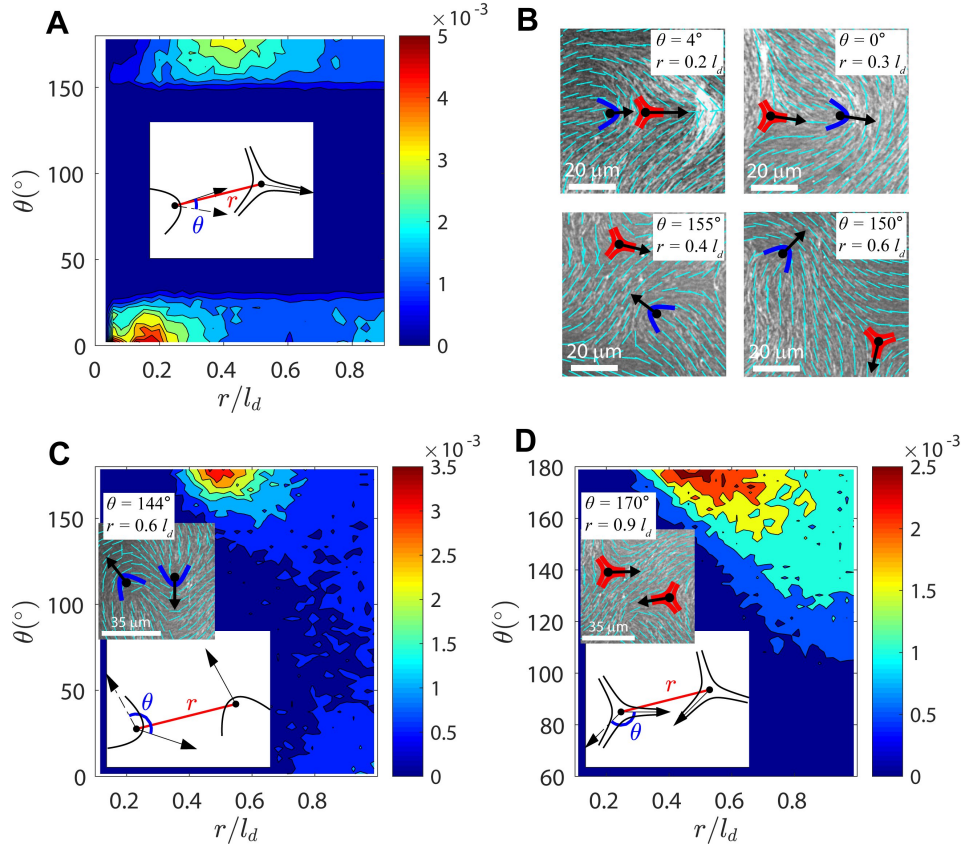 A
× 10⁻³
θ(°)
150
100
50
0
r
θ
0
0.2
0.4
0.6
0.8
r/l_d
5
4
3
2
1
0
B
θ = 4°
r = 0.2 l_d
20 μm
θ = 0°
r = 0.3 l_d
20 μm
θ = 155°
r = 0.4 l_d
20 μm
θ = 150°
r = 0.6 l_d
20 μm
C
× 10⁻³
θ(°)
150
100
50
0
θ = 144°
r = 0.6 l_d
35 μm
θ
r
0.2
0.4
0.6
0.8
r/l_d
3.5
3
2.5
2
1.5
1
0.5
0
D
× 10⁻³
θ(°)
180
160
140
120
100
80
60
θ = 170°
r = 0.9 l_d
35 μm
r
θ
0.2
0.4
0.6
0.8
r/l_d
2.5
2
1.5
1
0.5
0